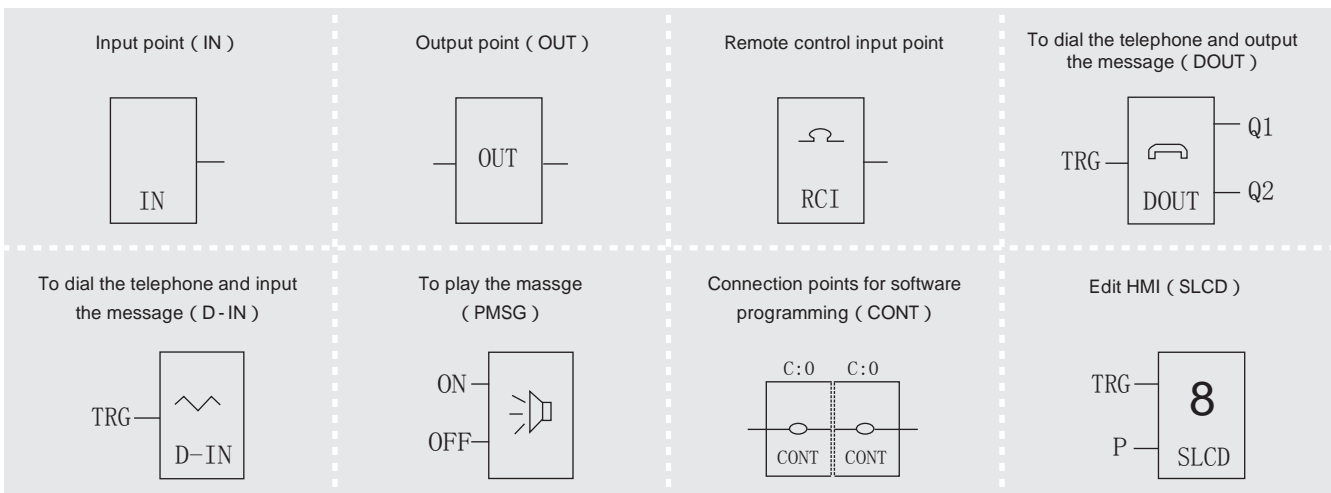 Input point ( IN )
IN
Output point ( OUT )
OUT
Remote control input point
RCI
To dial the telephone and output
the message ( DOUT )
TRG
Q1
Q2
DOUT
To dial the telephone and input
the message ( D-IN )
TRG
D-IN
To play the massge
( PMSG )
ON
OFF
Connection points for software
programming ( CONT )
C:0 C:0
CONT CONT
Edit HMI ( SLCD )
TRG
8
P
SLCD